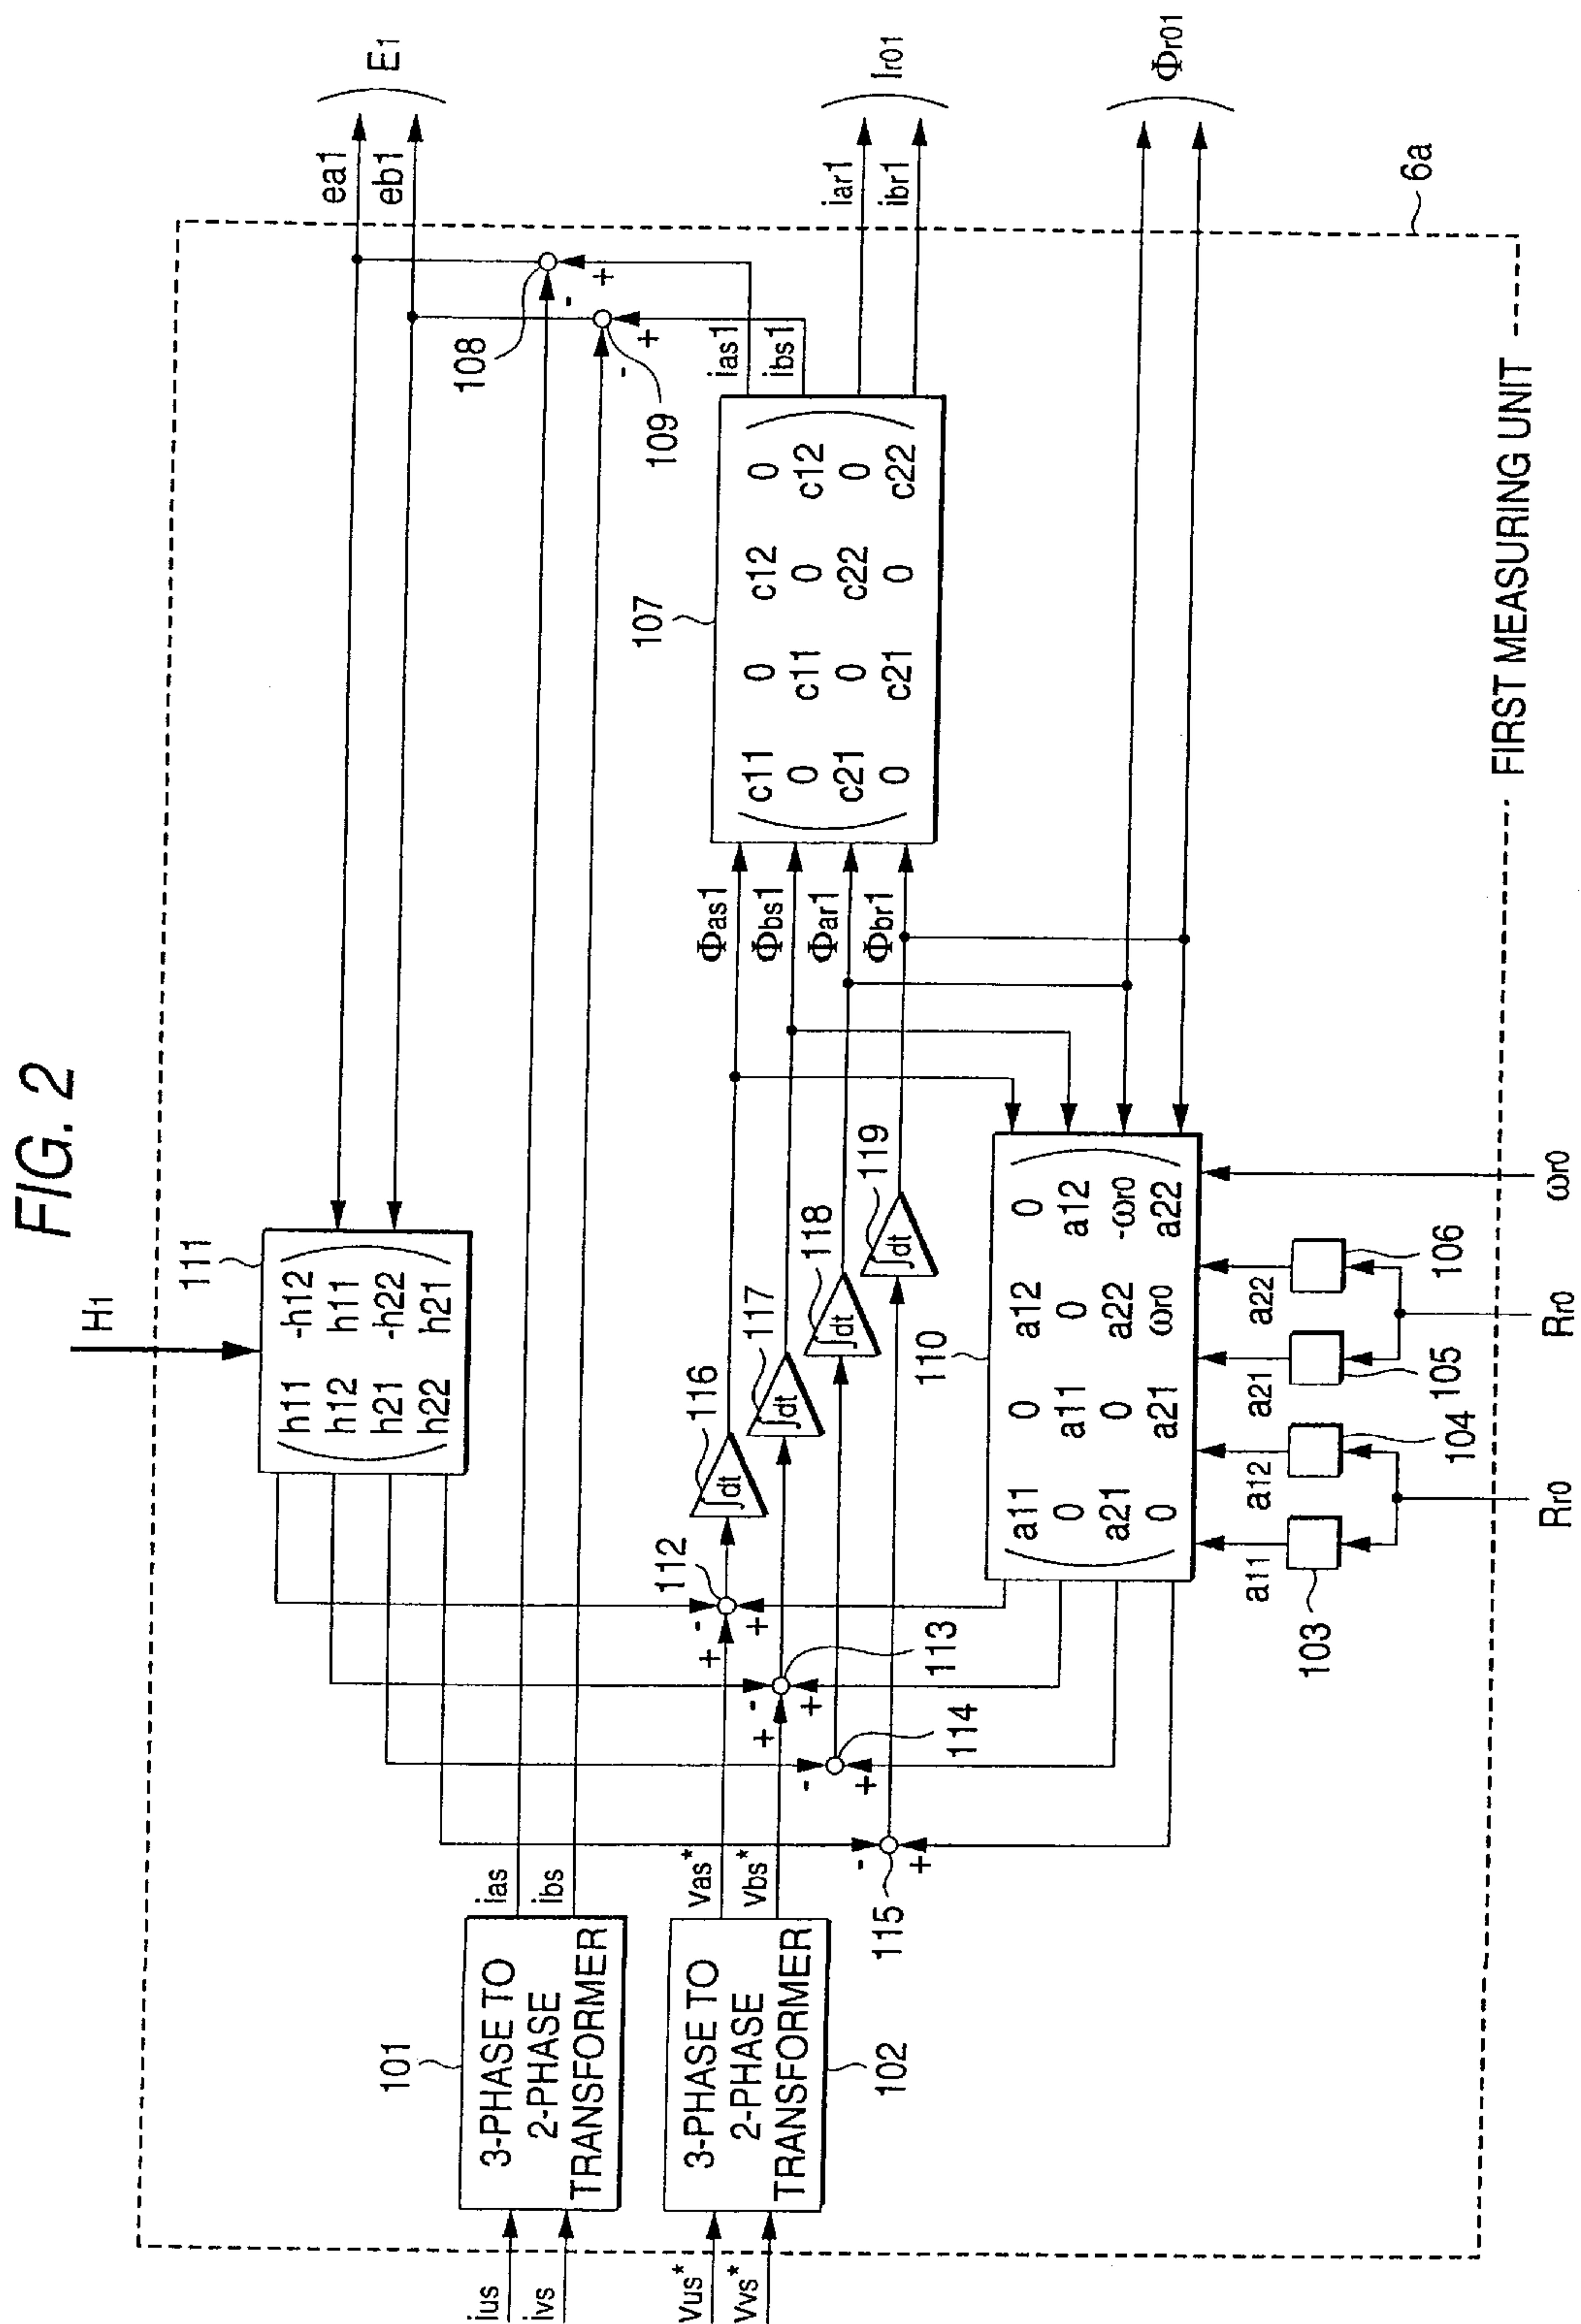 FIG. 2
H1
111
h11 -h12
h12 h11
h21 -h22
h22 h21
ea1
eb1
E1
108
109
101
3-PHASE TO
2-PHASE
TRANSFORMER
ius
ivs
ias
ibs
102
3-PHASE TO
2-PHASE
TRANSFORMER
Vus*
Vvs*
Vas*
Vbs*
- + +
112
- + +
113
- +
114
- +
115
∫dt
116
∫dt
117
∫dt
118
∫dt
119
Φas1
Φbs1
Φar1
Φbr1
107
c11 0 c12 0
0 c11 0 c12
c21 0 c22 0
0 c21 0 c22
ias1
ibs1
- +
- +
iar1
ibr1
Ir01
Φr01
110
a11 0 a12 0
0 a11 0 a12
a21 0 a22 -ωr0
0 a21 ωr0 a22
a11
a12
a21
a22
103
104
105
106
Rr0
Rr0
ωr0
FIRST MEASURING UNIT
6a